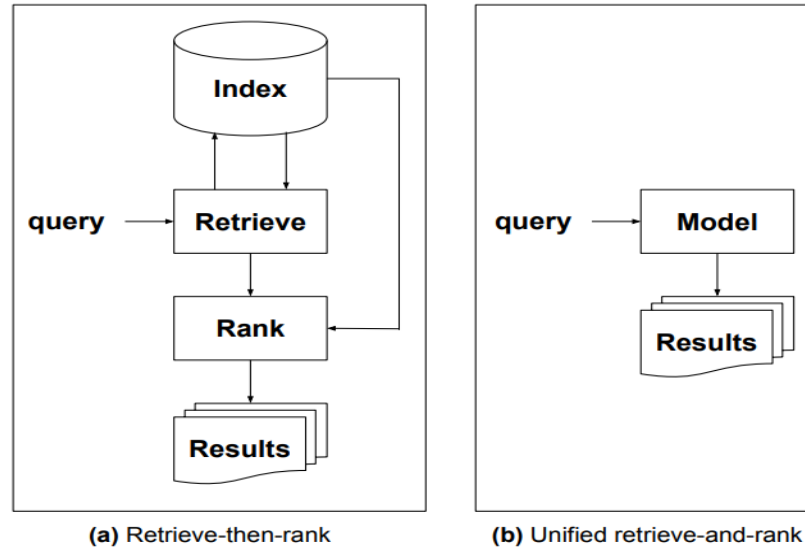 Index
query
Retrieve
Rank
Results
(a) Retrieve-then-rank
query
Model
Results
(b) Unified retrieve-and-rank